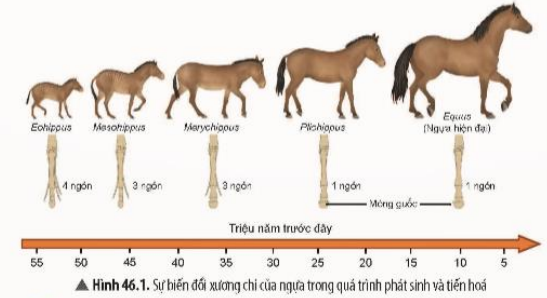 Eohippus
Mesohippus
Merychippus
Pliohippus
Equus
(Ngựa hiện đại)
4 ngón
3 ngón
3 ngón
1 ngón
1 ngón
Móng guốc
Triệu năm trước đây
55 50 45 40 35 30 25 20 15 10 5
▲ Hình 46.1. Sự biến đổi xương chi của ngựa trong quá trình phát sinh và tiến hoá